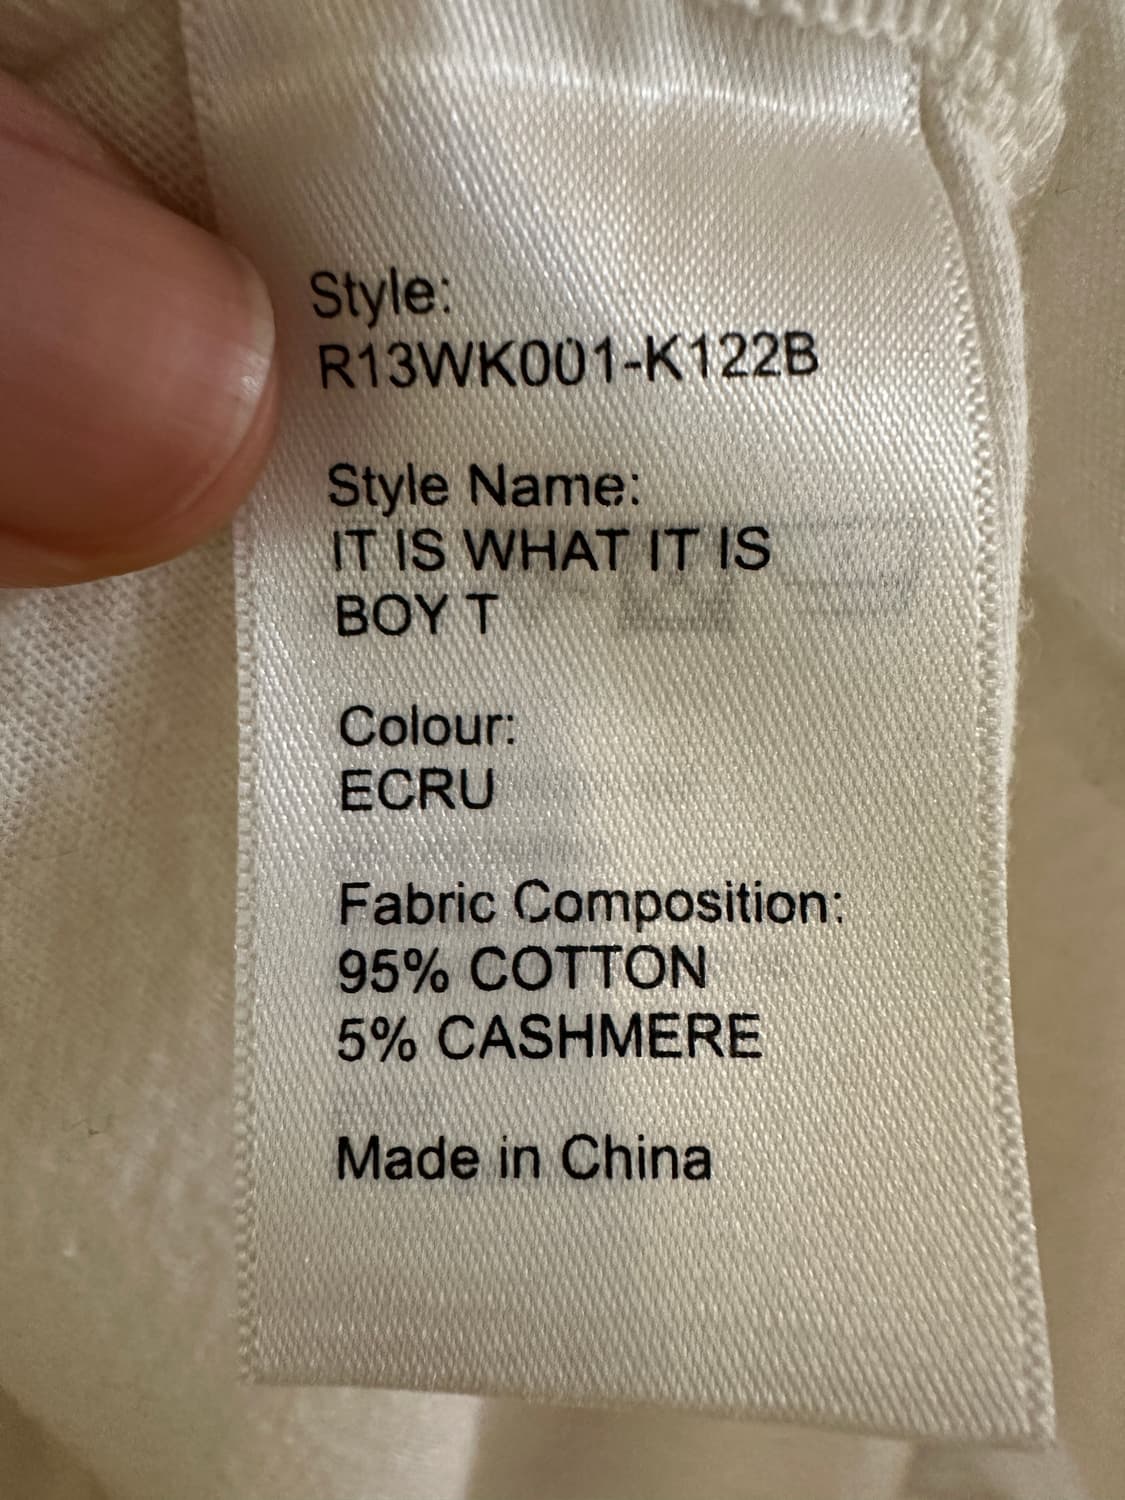 Style:
R13WK001-K122B
Style Name:
IT IS WHAT IT IS
BOY T
Colour:
ECRU
Fabric Composition:
95% COTTON
5% CASHMERE
Made in China